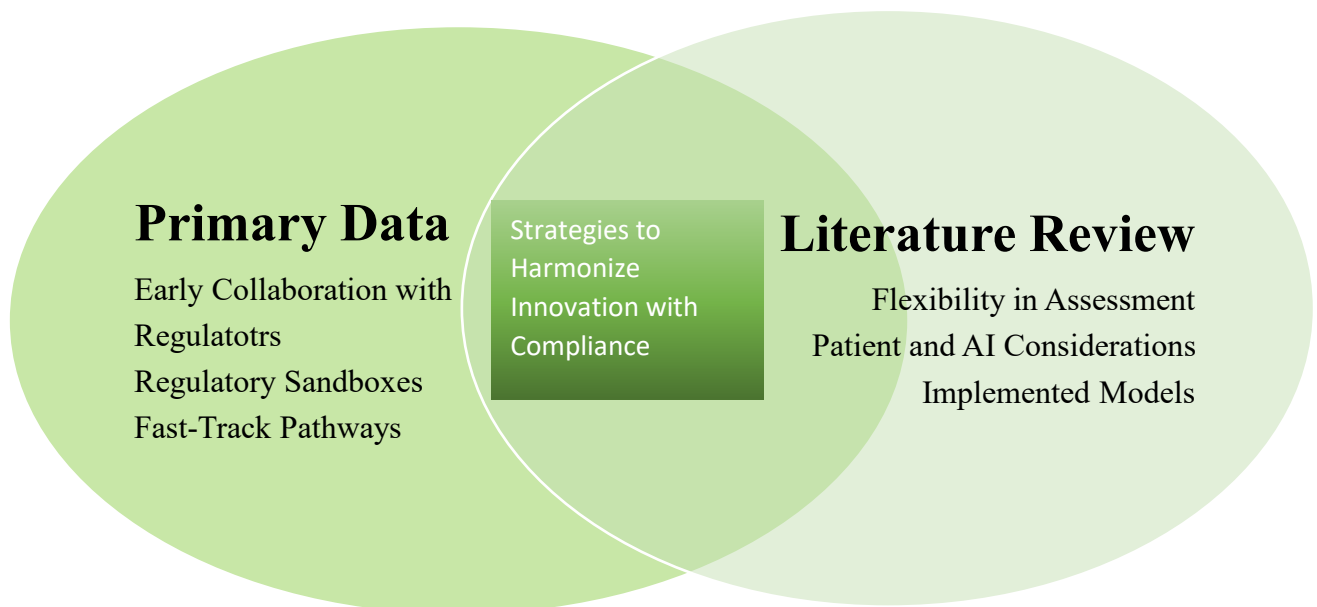 Primary Data
Early Collaboration with
Regulatotrs
Regulatory Sandboxes
Fast-Track Pathways
Strategies to
Harmonize
Innovation with
Compliance
Literature Review
Flexibility in Assessment
Patient and AI Considerations
Implemented Models